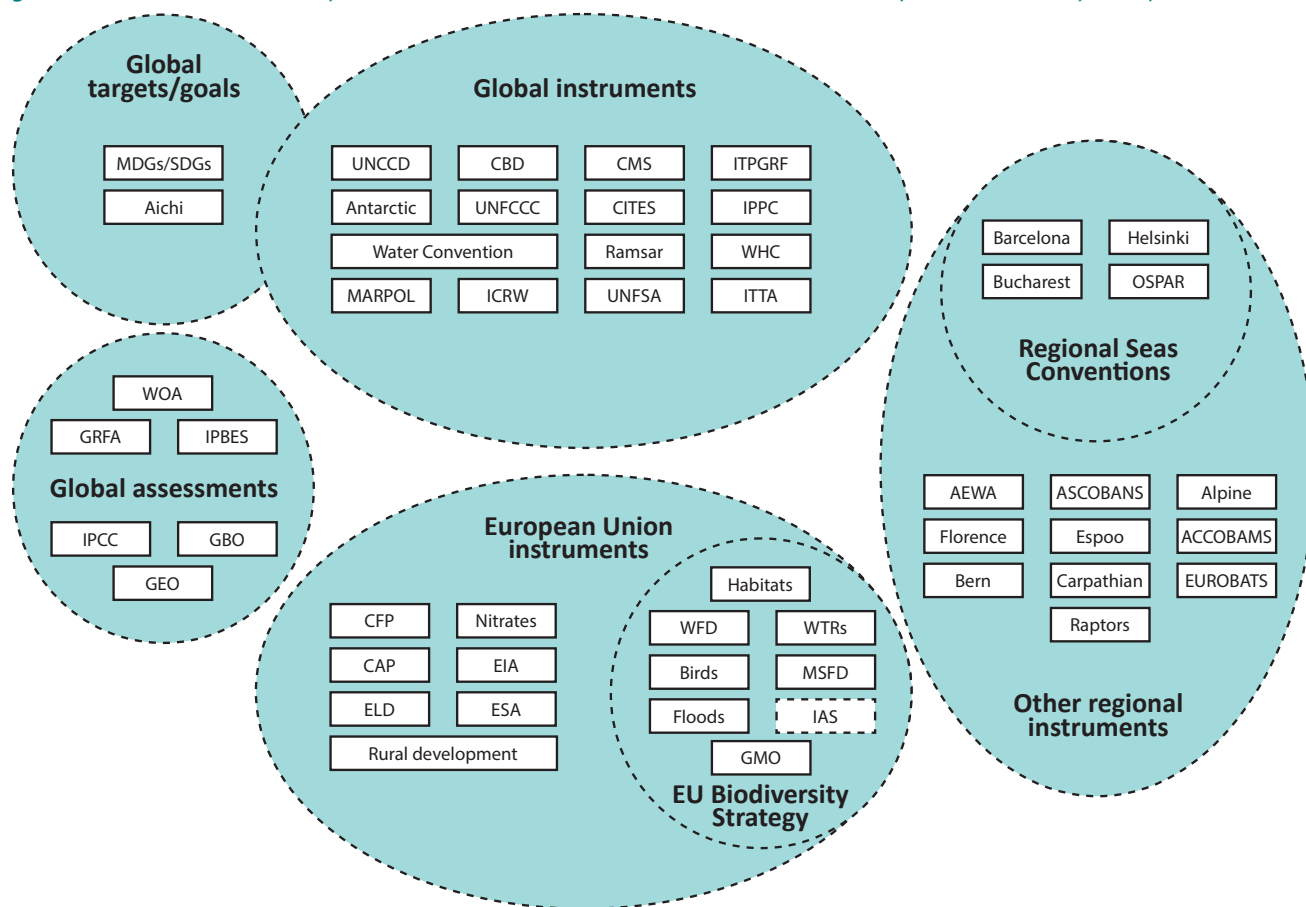 Global
targets/goals
MDGs/SDGs
Aichi
Global instruments
UNCCD CBD CMS ITPGRF
Antarctic UNFCCC CITES IPPC
Water Convention Ramsar WHC
MARPOL ICRW UNFSA ITTA
Barcelona Helsinki
Bucharest OSPAR
Regional Seas
Conventions
AEWA ASCOBANS Alpine
Florence Espoo ACCOBAMS
Bern Carpathian EUROBATS
Raptors
Other regional
instruments
WOA
GRFA IPBES
Global assessments
IPCC GBO
GEO
European Union
instruments
CFP Nitrates
CAP EIA
ELD ESA
Rural development
Habitats
WFD WTRs
Birds MSFD
Floods IAS
GMO
EU Biodiversity
Strategy